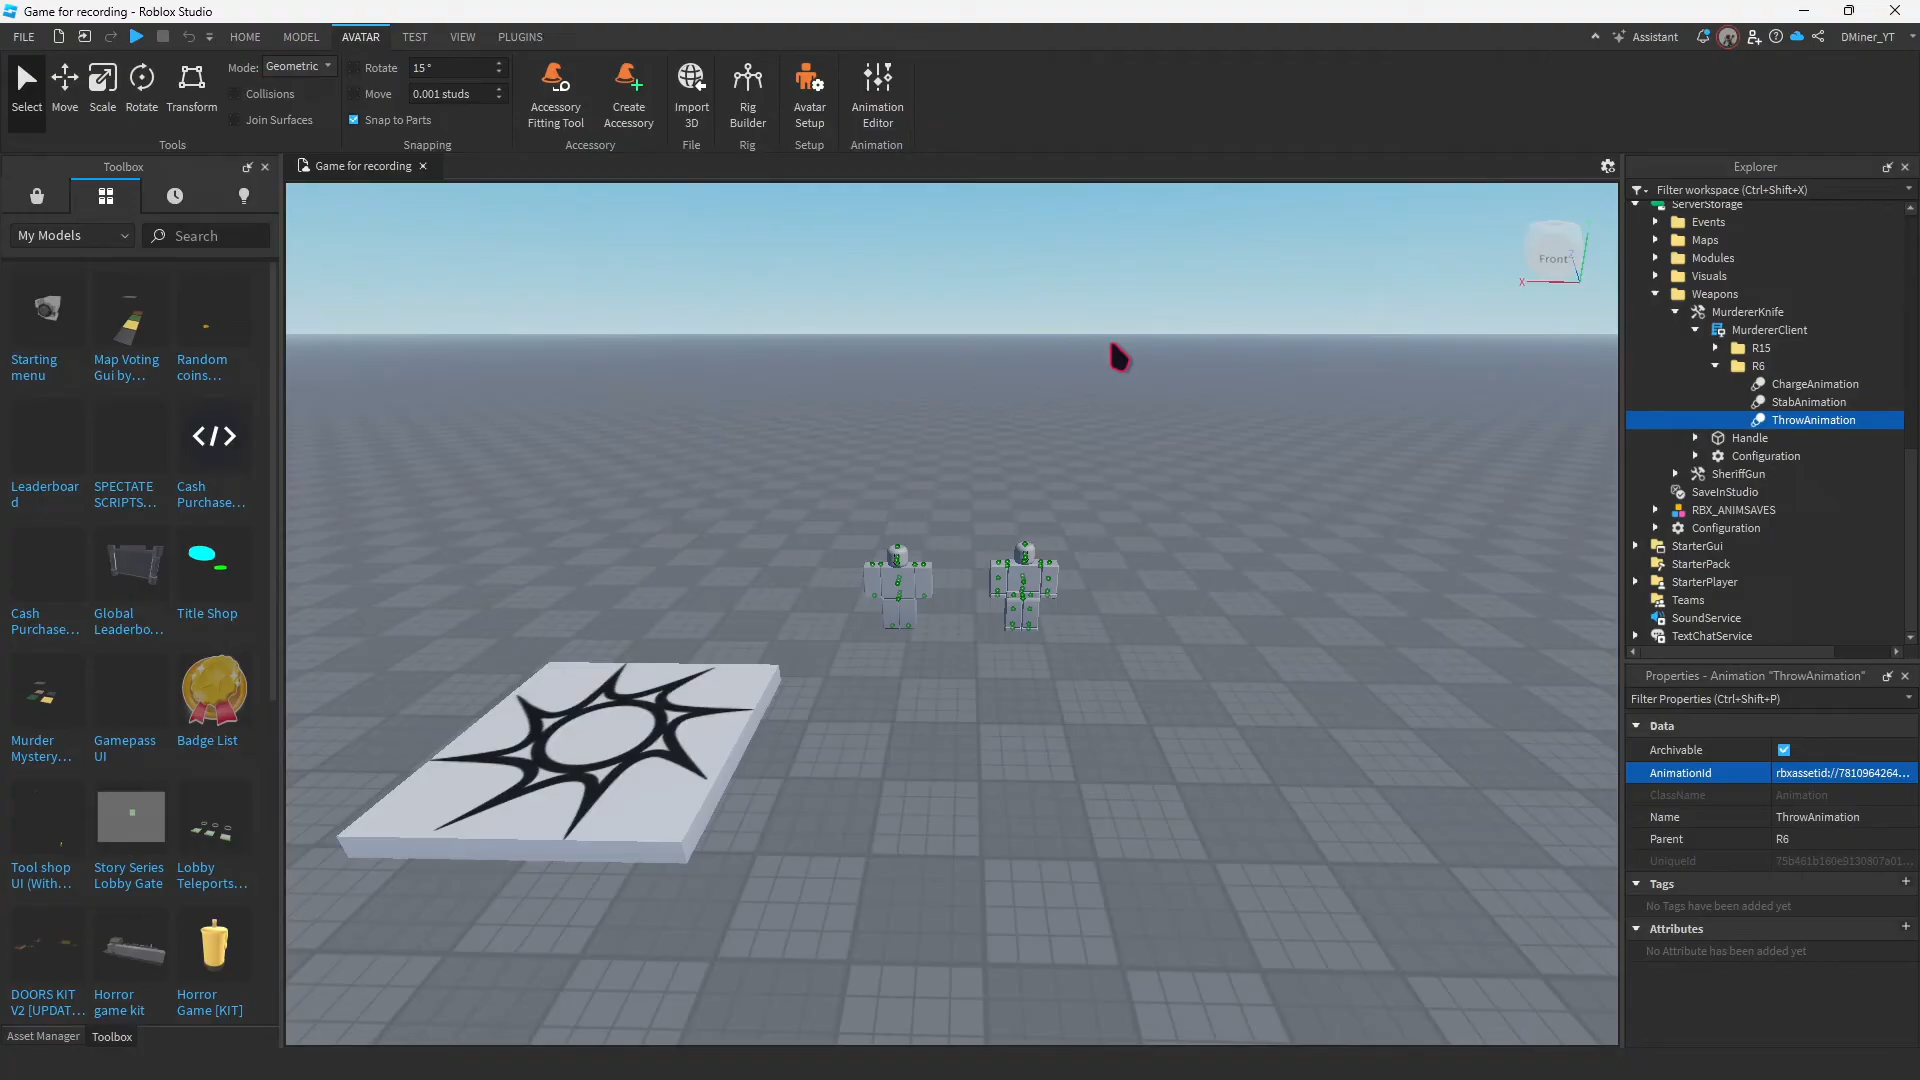 Game for recording - Roblox Studio
FILE
HOME
MODEL
AVATAR
TEST
VIEW
PLUGINS
Assistant
DMiner_YT
Select
Move
Scale
Rotate
Transform
Mode:
Geometric
Collisions
Join Surfaces
Tools
Rotate
15 °
Move
0.001 studs
Snap to Parts
Snapping
Accessory
Fitting Tool
Create
Accessory
Accessory
Import
3D
File
Rig
Builder
Rig
Avatar
Setup
Setup
Animation
Editor
Animation
Toolbox
My Models
Search
Starting
menu
Map Voting
Gui by…
Random
coins…
Leaderboar
d
SPECTATE
SCRIPTS…
Cash
Purchase…
Cash
Purchase…
Global
Leaderbo…
Title Shop
Murder
Mystery…
Gamepass
UI
Badge List
Tool shop
UI (With…
Story Series
Lobby Gate
Lobby
Teleports…
DOORS KIT
V2 [UPDAT…
Horror
game kit
Horror
Game [KIT]
Asset Manager
Toolbox
Game for recording
Front
X
Z
Explorer
Filter workspace (Ctrl+Shift+X)
ServerStorage
Events
Maps
Modules
Visuals
Weapons
MurdererKnife
MurdererClient
R15
R6
ChargeAnimation
StabAnimation
ThrowAnimation
Handle
Configuration
SheriffGun
SaveInStudio
RBX_ANIMSAVES
Configuration
StarterGui
StarterPack
StarterPlayer
Teams
SoundService
TextChatService
Properties - Animation "ThrowAnimation"
Filter Properties (Ctrl+Shift+P)
Data
Archivable
AnimationId
rbxassetid://7810964264...
ClassName
Animation
Name
ThrowAnimation
Parent
R6
UniqueId
75b461b160e9130807a01...
Tags
No Tags have been added yet
Attributes
No Attribute has been added yet